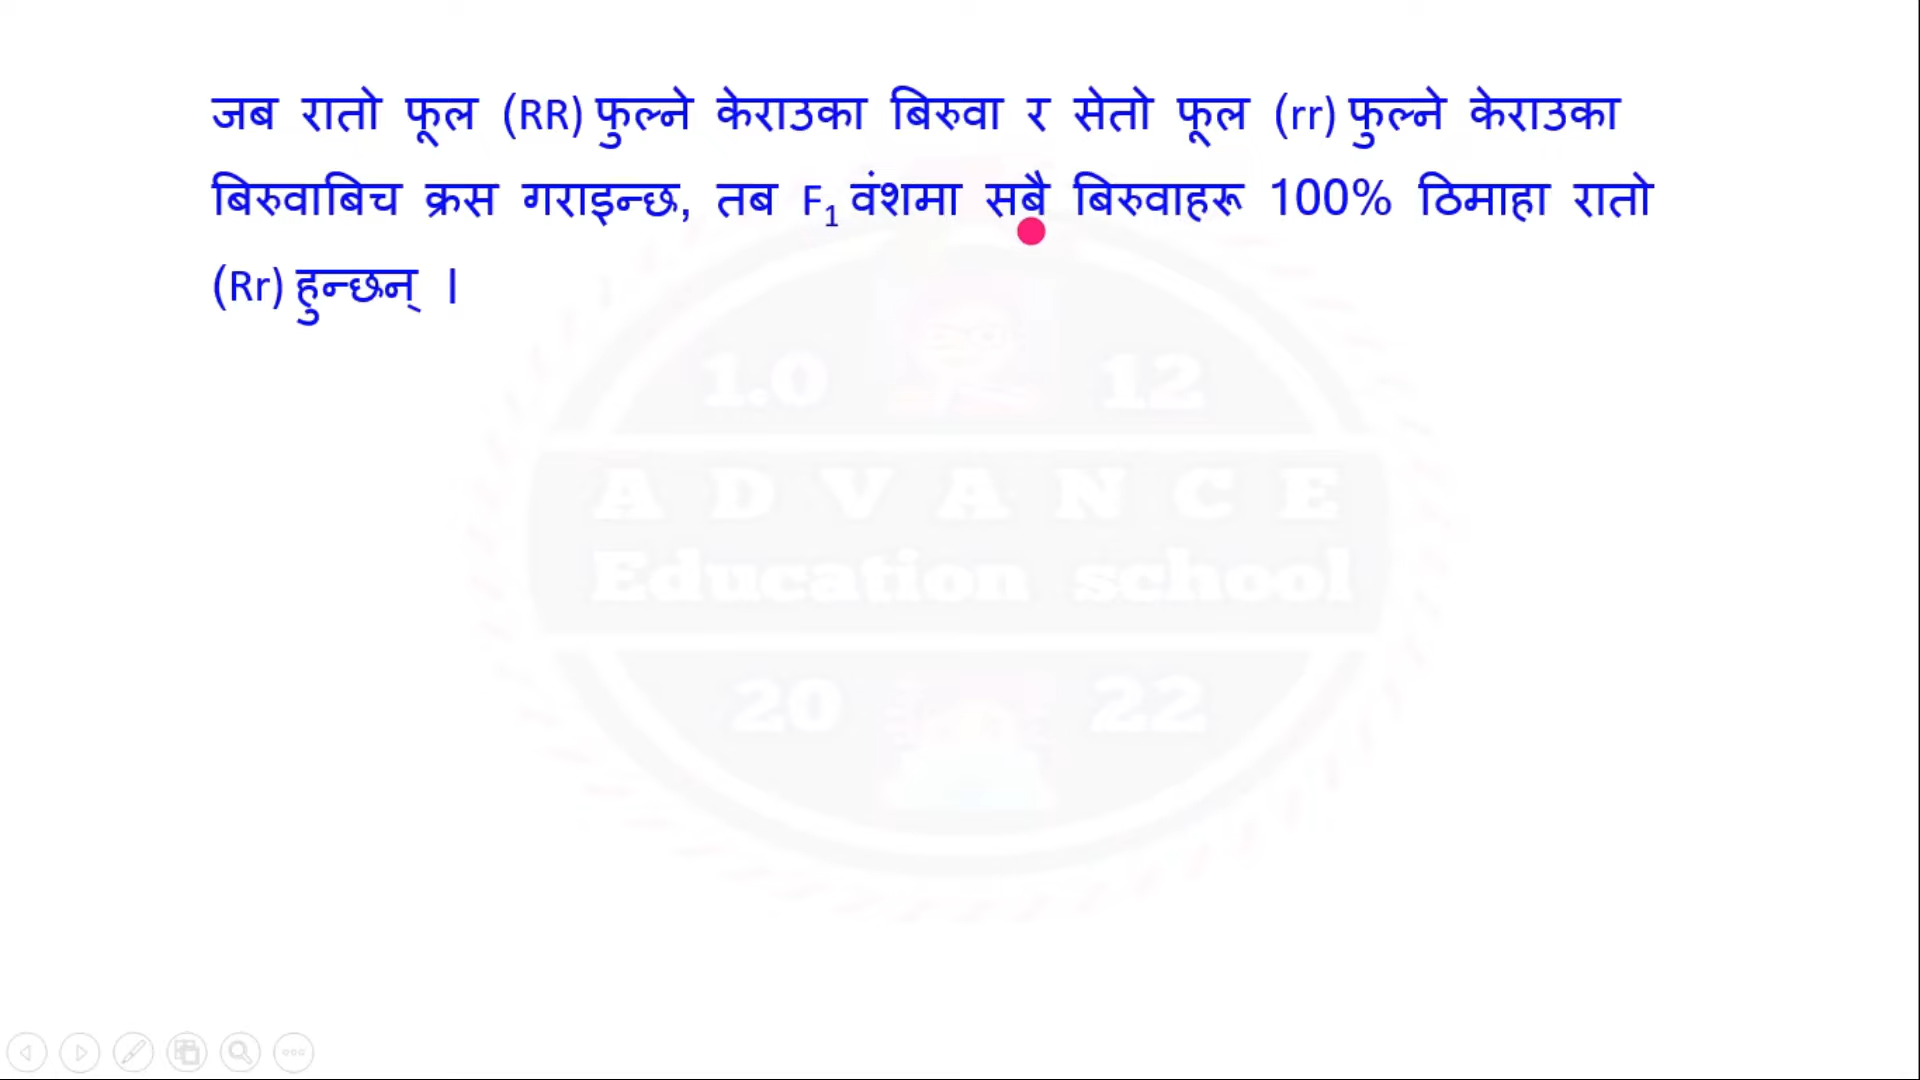 जब रातो फूल (RR) फुल्ने केराउका बिरुवा र सेतो फूल (rr) फुल्ने केराउका
बिरुवाबिच क्रस गराइन्छ, तब F₁ वंशमा सबै बिरुवाहरू 100% ठिमाहा रातो
(Rr) हुन्छन् ।
1.0 12
ADVANCE
Education school
20 22